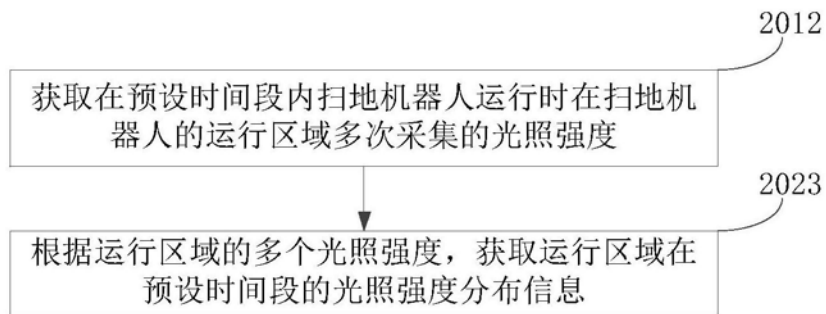 2012
获取在预设时间段内扫地机器人运行时在扫地机
器人的运行区域多次采集的光照强度
2023
根据运行区域的多个光照强度，获取运行区域在
预设时间段的光照强度分布信息